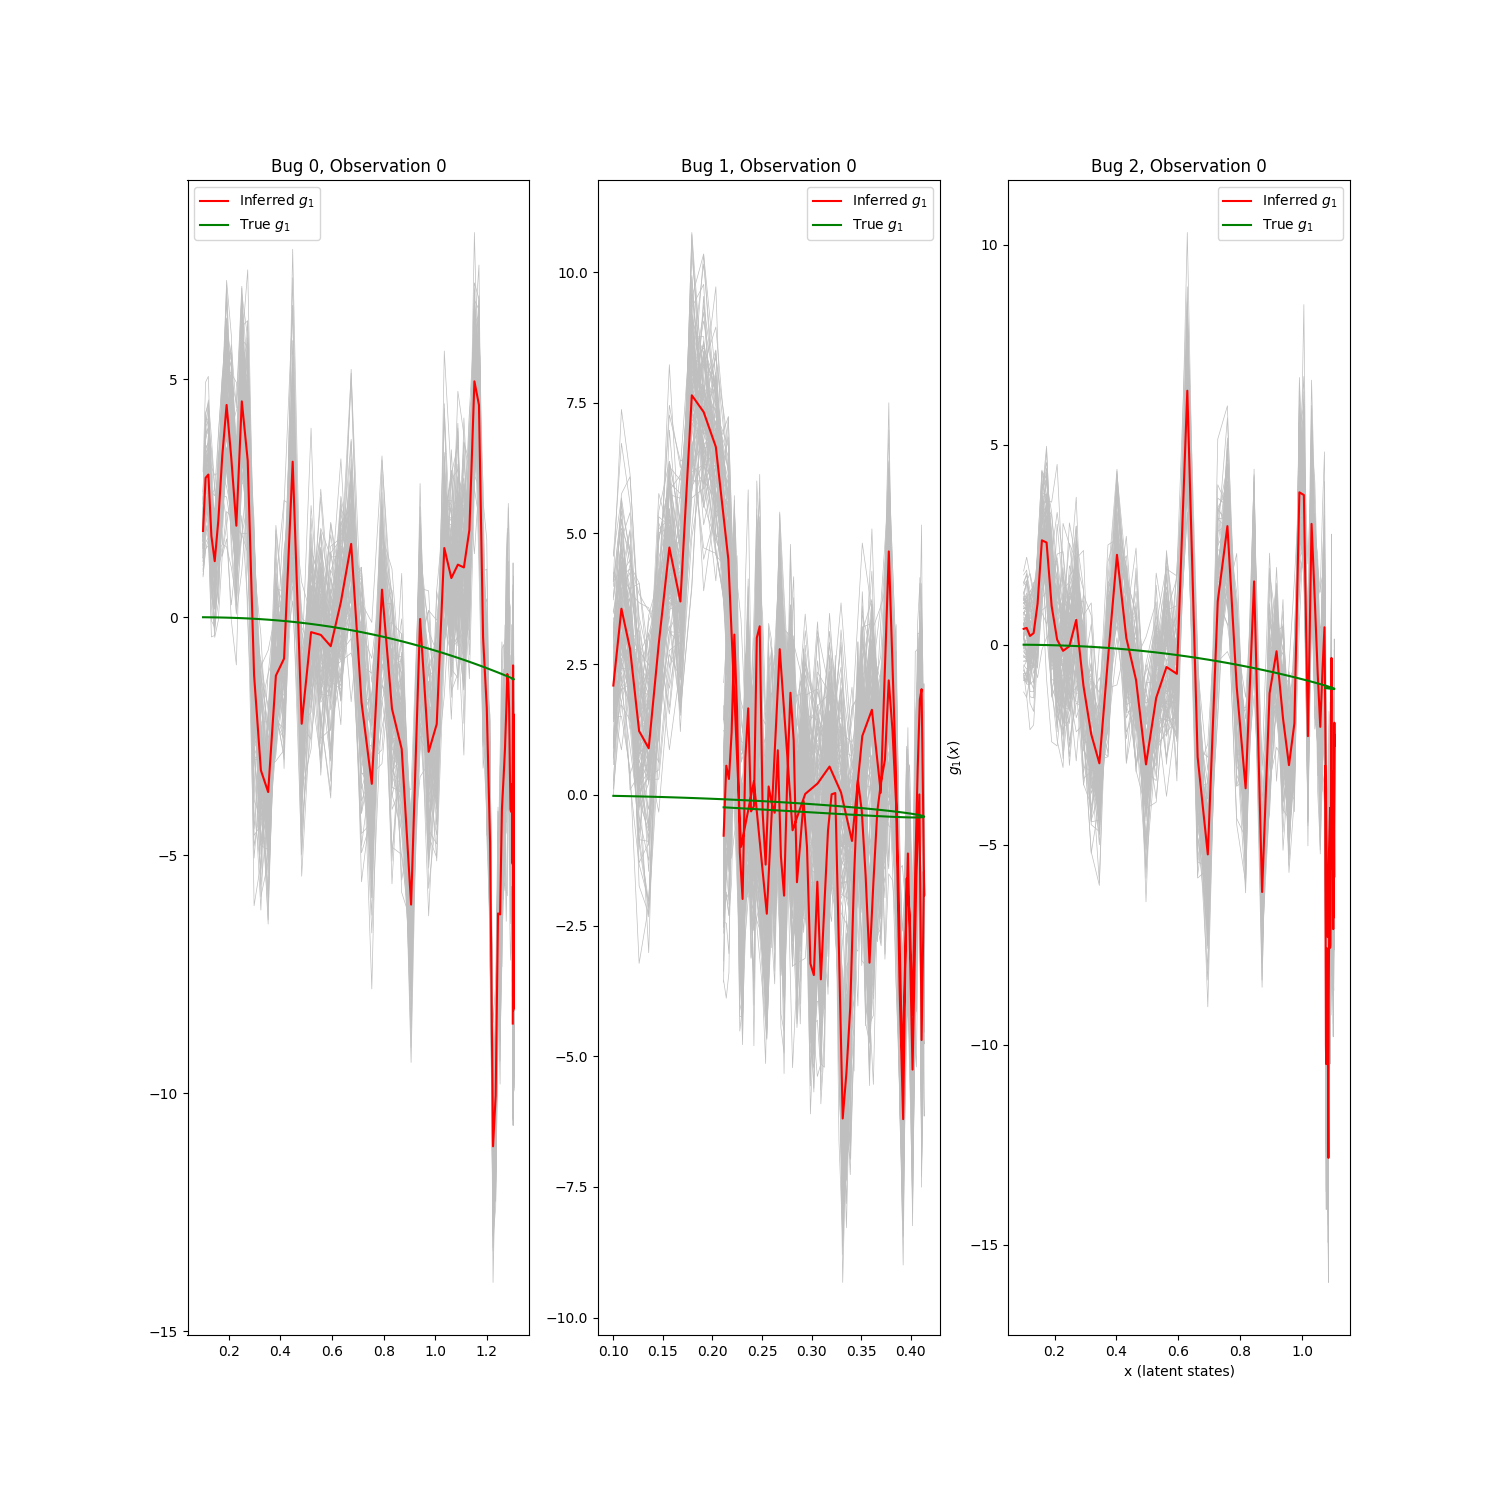 Bug 0, Observation 0
Inferred g₁
True g₁
5
0
−5
−10
−15
0.2 0.4 0.6 0.8 1.0 1.2
Bug 1, Observation 0
Inferred g₁
True g₁
10.0
7.5
5.0
2.5
0.0
−2.5
−5.0
−7.5
−10.0
0.10 0.15 0.20 0.25 0.30 0.35 0.40
Bug 2, Observation 0
Inferred g₁
True g₁
g₁(x)
10
5
0
−5
−10
−15
0.2 0.4 0.6 0.8 1.0
x (latent states)